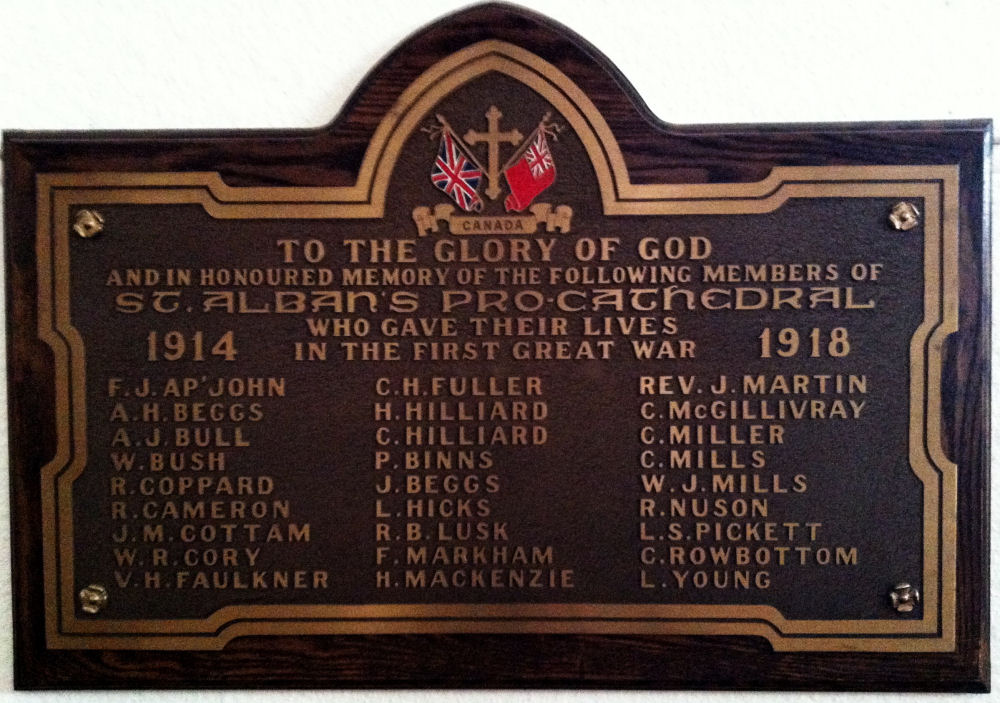 CANADA
TO THE GLORY OF GOD
AND IN HONOURED MEMORY OF THE FOLLOWING MEMBERS OF
ST. ALBAN'S PRO-CATHEDRAL
WHO GAVE THEIR LIVES
1914 IN THE FIRST GREAT WAR 1918
F. J. AP'JOHN
A. H. BEGGS
A. J. BULL
W. BUSH
R. COPPARD
R. CAMERON
J. M. COTTAM
W. R. CORY
V. H. FAULKNER
C. H. FULLER
H. HILLIARD
C. HILLIARD
P. BINNS
J. BEGGS
L. HICKS
R. B. LUSK
F. MARKHAM
H. MACKENZIE
REV. J. MARTIN
C. McGILLIVRAY
C. MILLER
C. MILLS
W. J. MILLS
R. NUSON
L. S. PICKETT
C. ROWBOTTOM
L. YOUNG